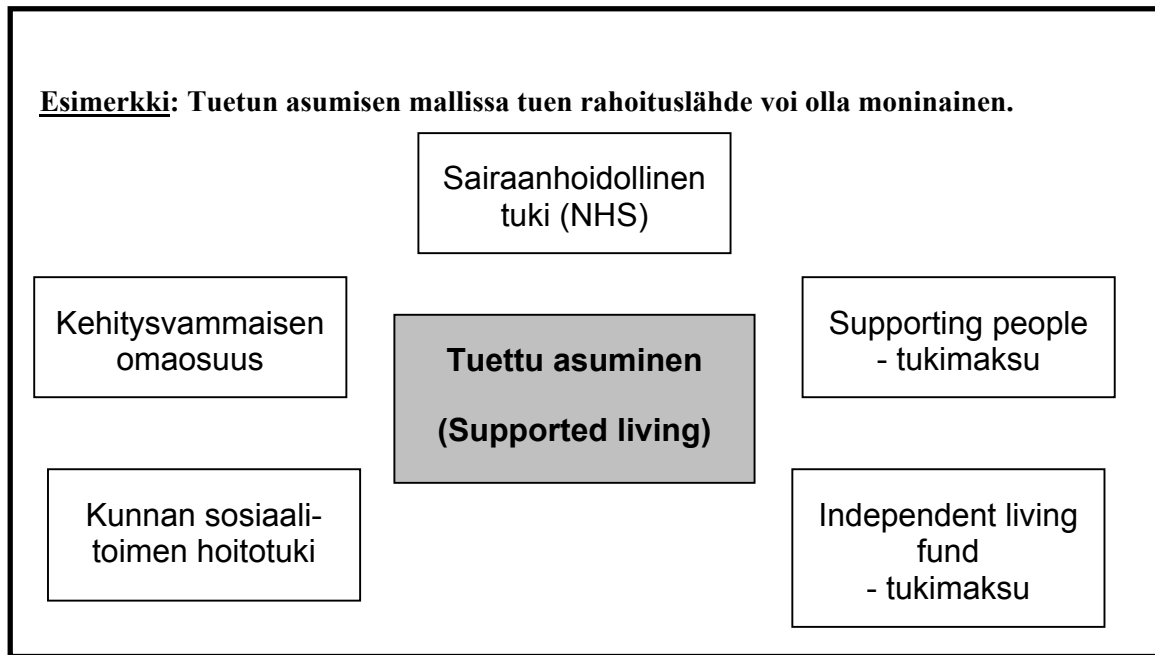 Esimerkki: Tuetun asumisen mallissa tuen rahoituslähde voi olla moninainen.
Sairaanhoidollinen
tuki (NHS)
Kehitysvammaisen
omaosuus
Tuettu asuminen
(Supported living)
Supporting people
- tukimaksu
Kunnan sosiaali-
toimen hoitotuki
Independent living
fund
- tukimaksu